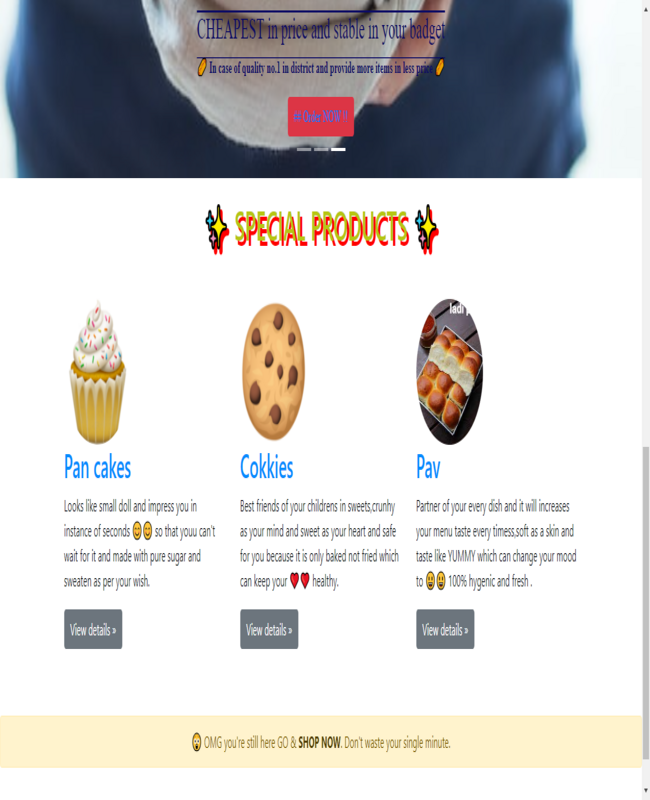 CHEAPEST in price and stable in your badget
🥖 In case of quality no.1 in district and provide more items in less price 🥖
Order NOW !!
✨ SPECIAL PRODUCTS ✨
ladi
Pan cakes
Looks like small doll and impress you in
instance of seconds 😊😊 so that youu can't
wait for it and made with pure sugar and
sweaten as per your wish.
View details »
Cokkies
Best friends of your childrens in sweets,crunhy
as your mind and sweet as your heart and safe
for you because it is only baked not fried which
can keep your ♥♥ healthy.
View details »
Pav
Partner of your every dish and it will increases
your menu taste every timess,soft as a skin and
taste like YUMMY which can change your mood
to 😀😀 100% hygenic and fresh .
View details »
😲 OMG you're still here GO & SHOP NOW. Don't waste your single minute.